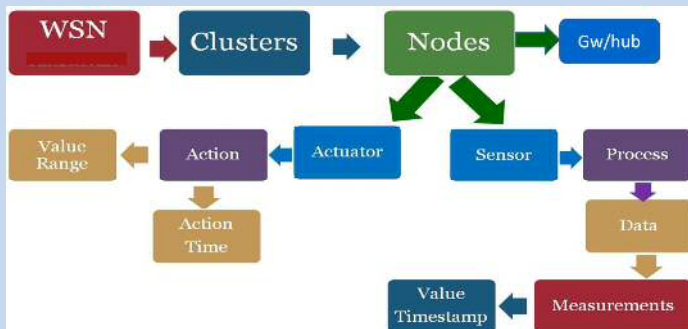 WSN
Clusters
Nodes
Gw/hub
Value
Range
Action
Actuator
Sensor
Process
Action
Time
Data
Value
Timestamp
Measurements